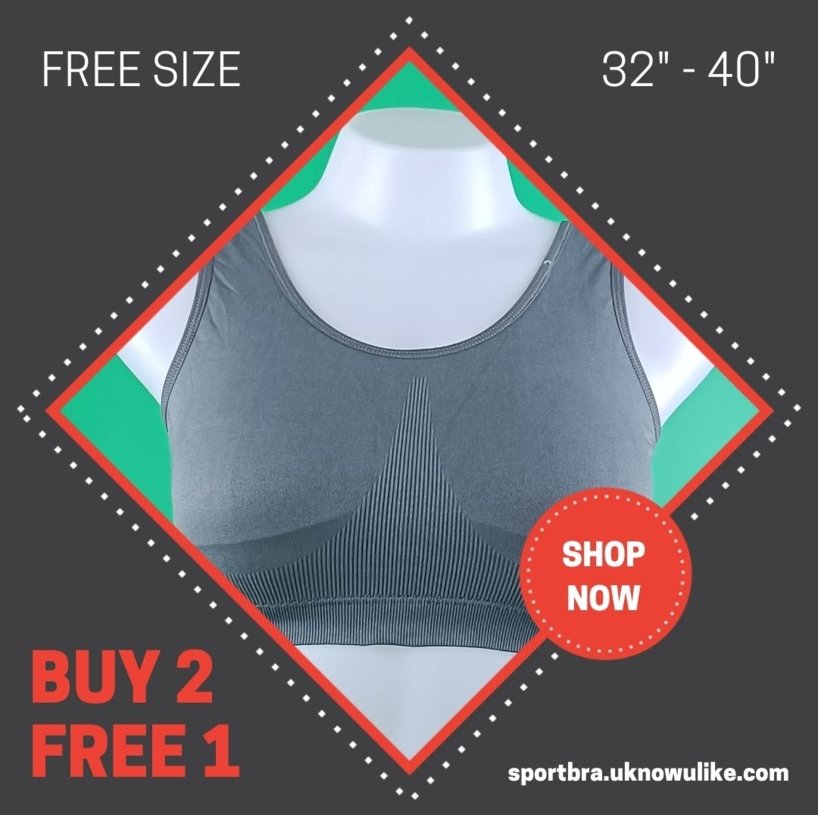 FREE SIZE
32" - 40"
SHOP
NOW
BUY 2
FREE 1
sportbra.uknowulike.com